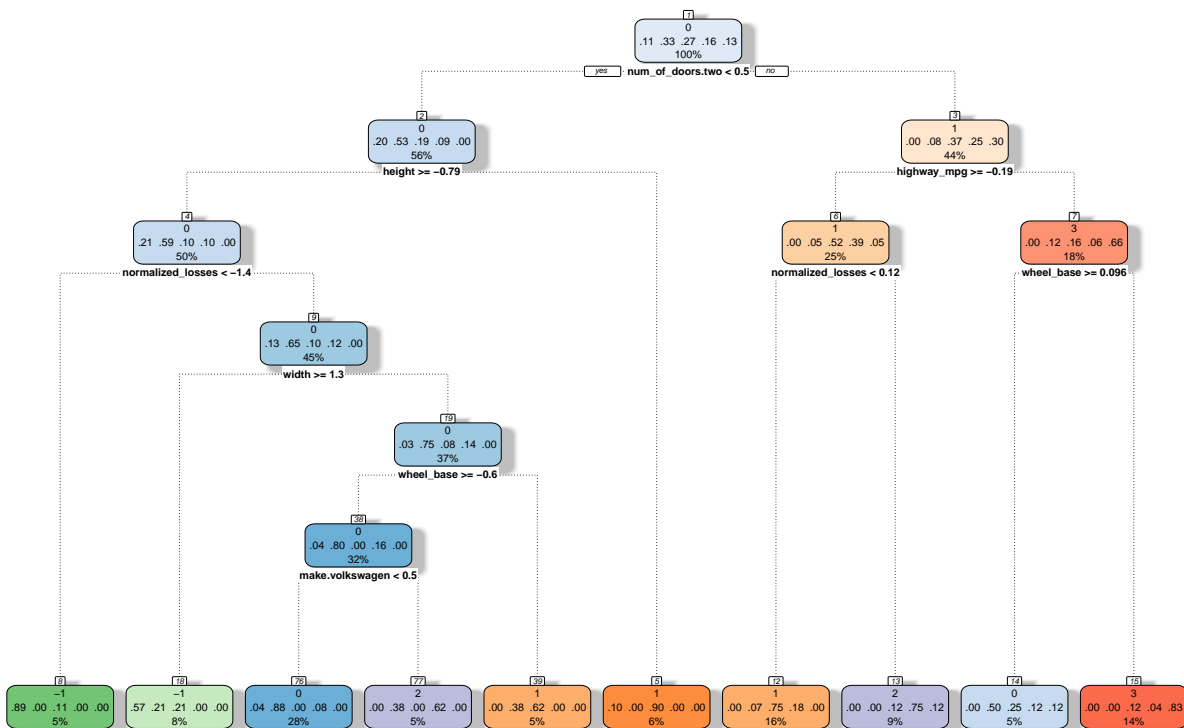 1
0
.11 .33 .27 .16 .13
100%
yes num_of_doors.two < 0.5 no
2
0
.20 .53 .19 .09 .00
56%
height >= −0.79
3
1
.00 .08 .37 .25 .30
44%
highway_mpg >= −0.19
4
0
.21 .59 .10 .10 .00
50%
normalized_losses < −1.4
6
1
.00 .05 .52 .39 .05
25%
normalized_losses < 0.12
7
3
.00 .12 .16 .06 .66
18%
wheel_base >= 0.096
9
0
.13 .65 .10 .12 .00
45%
width >= 1.3
19
0
.03 .75 .08 .14 .00
37%
wheel_base >= −0.6
38
0
.04 .80 .00 .16 .00
32%
make.volkswagen < 0.5
8
−1
.89 .00 .11 .00 .00
5%
18
−1
.57 .21 .21 .00 .00
8%
76
0
.04 .88 .00 .08 .00
28%
77
2
.00 .38 .00 .62 .00
5%
39
1
.00 .38 .62 .00 .00
5%
5
1
.10 .00 .90 .00 .00
6%
12
1
.00 .07 .75 .18 .00
16%
13
2
.00 .00 .12 .75 .12
9%
14
0
.00 .50 .25 .12 .12
5%
15
3
.00 .00 .12 .04 .83
14%